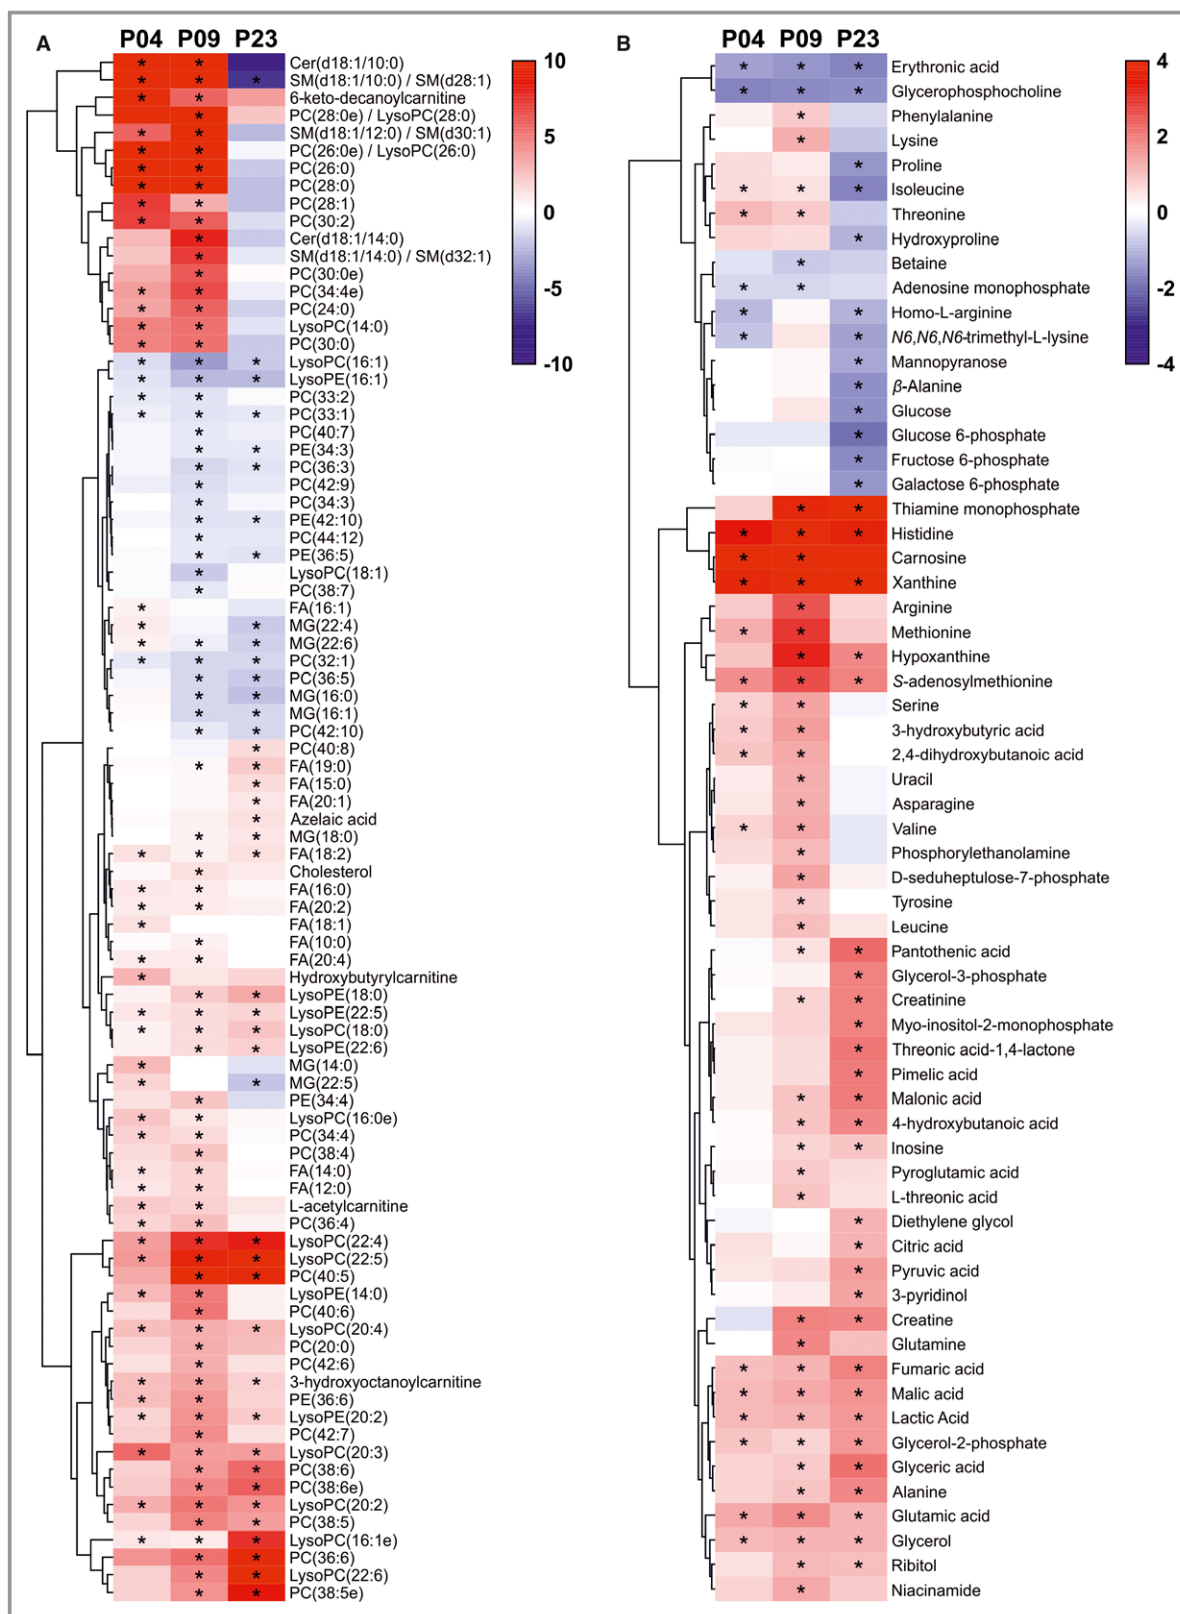 A
P04 P09 P23
Cer(d18:1/10:0)
SM(d18:1/10:0) / SM(d28:1)
6-keto-decanoylcarnitine
PC(28:0e) / LysoPC(28:0)
SM(d18:1/12:0) / SM(d30:1)
PC(26:0e) / LysoPC(26:0)
PC(26:0)
PC(28:0)
PC(28:1)
PC(30:2)
Cer(d18:1/14:0)
SM(d18:1/14:0) / SM(d32:1)
PC(30:0e)
PC(34:4e)
PC(24:0)
LysoPC(14:0)
PC(30:0)
LysoPC(16:1)
LysoPE(16:1)
PC(33:2)
PC(33:1)
PC(40:7)
PE(34:3)
PC(36:3)
PC(42:9)
PC(34:3)
PE(42:10)
PC(44:12)
PE(36:5)
LysoPC(18:1)
PC(38:7)
FA(16:1)
MG(22:4)
MG(22:6)
PC(32:1)
PC(36:5)
MG(16:0)
MG(16:1)
PC(42:10)
PC(40:8)
FA(19:0)
FA(15:0)
FA(20:1)
Azelaic acid
MG(18:0)
FA(18:2)
Cholesterol
FA(16:0)
FA(20:2)
FA(18:1)
FA(10:0)
FA(20:4)
Hydroxybutyrylcarnitine
LysoPE(18:0)
LysoPE(22:5)
LysoPC(18:0)
LysoPE(22:6)
MG(14:0)
MG(22:5)
PE(34:4)
LysoPC(16:0e)
PC(34:4)
PC(38:4)
FA(14:0)
FA(12:0)
L-acetylcarnitine
PC(36:4)
LysoPC(22:4)
LysoPC(22:5)
PC(40:5)
LysoPE(14:0)
PC(40:6)
LysoPC(20:4)
PC(20:0)
PC(42:6)
3-hydroxyoctanoylcarnitine
PE(36:6)
LysoPE(20:2)
PC(42:7)
LysoPC(20:3)
PC(38:6)
PC(38:6e)
LysoPC(20:2)
PC(38:5)
LysoPC(16:1e)
PC(36:6)
LysoPC(22:6)
PC(38:5e)
10
5
0
-5
-10
B
P04 P09 P23
Erythronic acid
Glycerophosphocholine
Phenylalanine
Lysine
Proline
Isoleucine
Threonine
Hydroxyproline
Betaine
Adenosine monophosphate
Homo-L-arginine
N6,N6,N6-trimethyl-L-lysine
Mannopyranose
β-Alanine
Glucose
Glucose 6-phosphate
Fructose 6-phosphate
Galactose 6-phosphate
Thiamine monophosphate
Histidine
Carnosine
Xanthine
Arginine
Methionine
Hypoxanthine
S-adenosylmethionine
Serine
3-hydroxybutyric acid
2,4-dihydroxybutanoic acid
Uracil
Asparagine
Valine
Phosphorylethanolamine
D-seduheptulose-7-phosphate
Tyrosine
Leucine
Pantothenic acid
Glycerol-3-phosphate
Creatinine
Myo-inositol-2-monophosphate
Threonic acid-1,4-lactone
Pimelic acid
Malonic acid
4-hydroxybutanoic acid
Inosine
Pyroglutamic acid
L-threonic acid
Diethylene glycol
Citric acid
Pyruvic acid
3-pyridinol
Creatine
Glutamine
Fumaric acid
Malic acid
Lactic Acid
Glycerol-2-phosphate
Glyceric acid
Alanine
Glutamic acid
Glycerol
Ribitol
Niacinamide
4
2
0
-2
-4